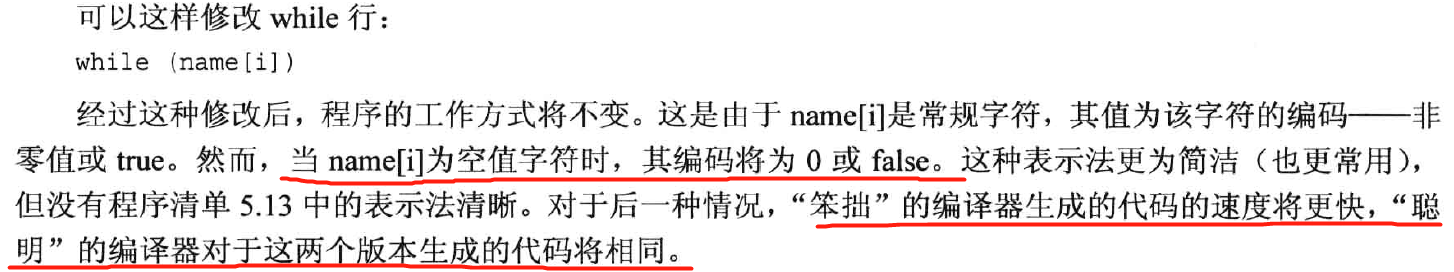 可以这样修改 while 行：
while (name[i])
经过这种修改后，程序的工作方式将不变。这是由于 name[i]是常规字符，其值为该字符的编码——非
零值或 true。然而，当 name[i]为空值字符时，其编码将为 0 或 false。这种表示法更为简洁（也更常用），
但没有程序清单 5.13 中的表示法清晰。对于后一种情况，“笨拙”的编译器生成的代码的速度将更快，“聪
明”的编译器对于这两个版本生成的代码将相同。